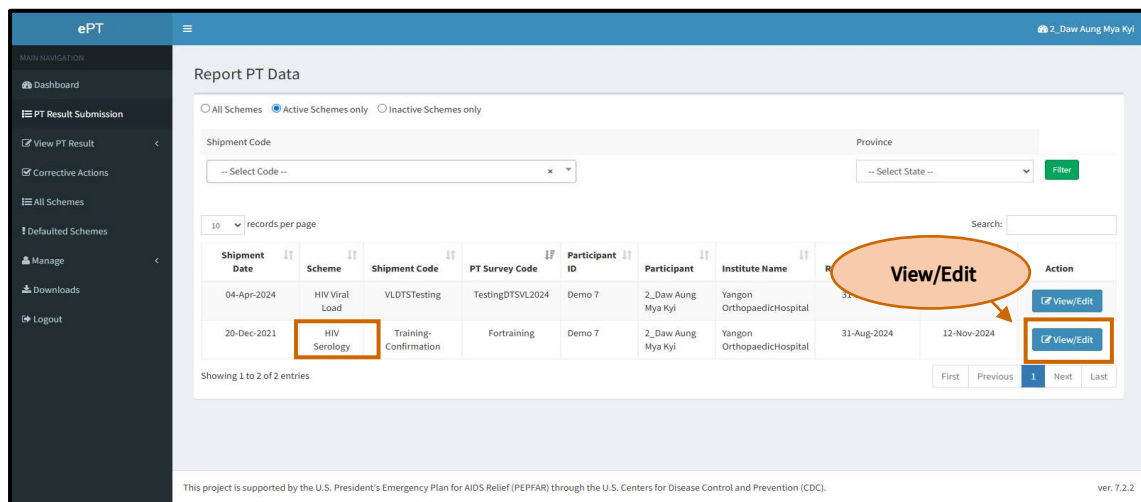 ePT
2_Daw Aung Mya Kyi
MAIN NAVIGATION
Dashboard
PT Result Submission
View PT Result
Corrective Actions
All Schemes
Defaulted Schemes
Manage
Downloads
Logout
Report PT Data
All Schemes Active Schemes only Inactive Schemes only
Shipment Code Province
-- Select Code -- × -- Select State -- Filter
10 records per page Search:
View/Edit
Shipment Date Scheme Shipment Code PT Survey Code Participant ID Participant Institute Name Action
04-Apr-2024 HIV Viral Load VLDTSTesting TestingDTSVL2024 Demo 7 2_Daw Aung Mya Kyi Yangon OrthopaedicHospital View/Edit
20-Dec-2021 HIV Serology Training-Confirmation Fortraining Demo 7 2_Daw Aung Mya Kyi Yangon OrthopaedicHospital 31-Aug-2024 12-Nov-2024 View/Edit
Showing 1 to 2 of 2 entries
First Previous 1 Next Last
This project is supported by the U.S. President's Emergency Plan for AIDS Relief (PEPFAR) through the U.S. Centers for Disease Control and Prevention (CDC). ver. 7.2.2